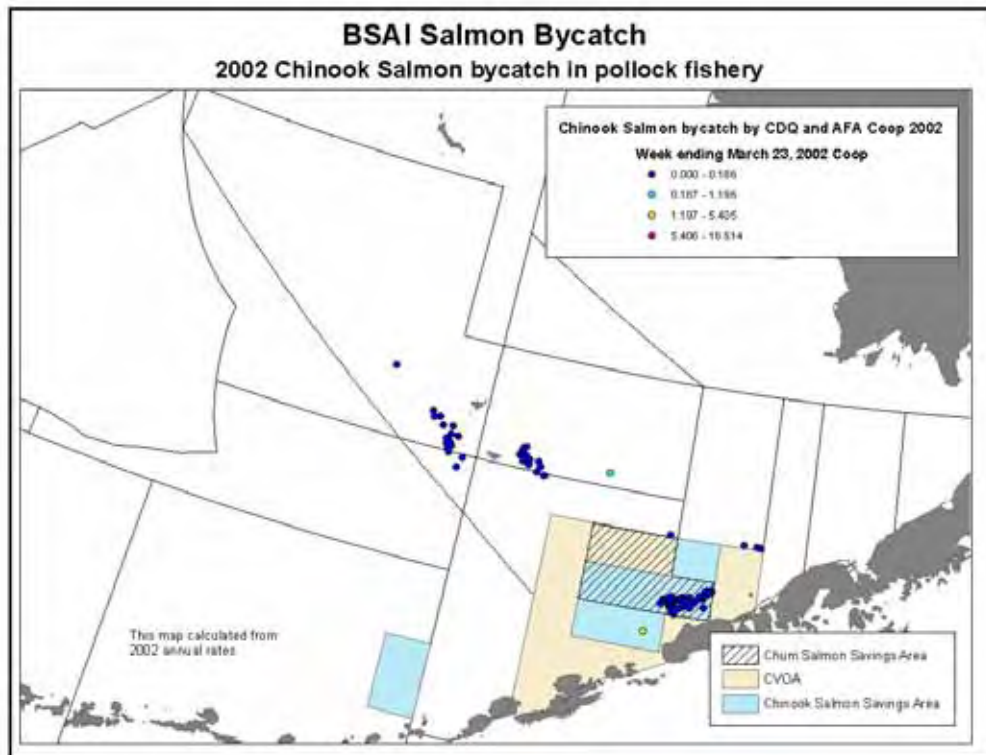 BSAI Salmon Bycatch
2002 Chinook Salmon bycatch in pollock fishery
Chinook Salmon bycatch by CDQ and AFA Coop 2002
Week ending March 23, 2002 Coop
0.000 - 0.186
0.187 - 1.196
1.197 - 5.405
5.406 - 16.514
This map calculated from
2002 annual rates
Chum Salmon Savings Area
CVOA
Chinook Salmon Savings Area